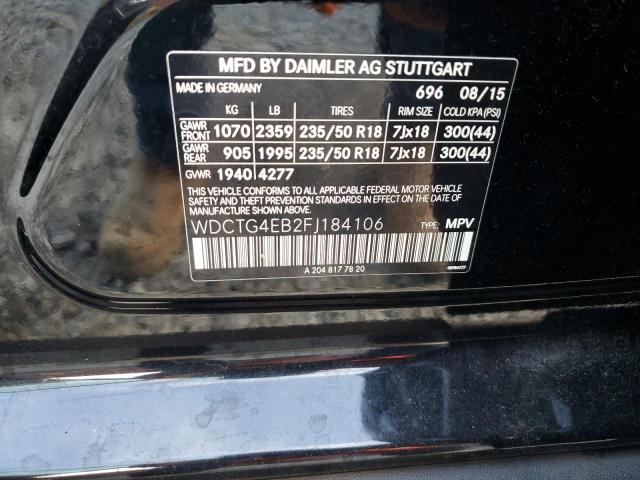 MFD BY DAIMLER AG STUTTGART
MADE IN GERMANY 696 08/15
KG LB TIRES RIM SIZE COLD KPA (PSI)
GAWR FRONT 1070 2359 235/50 R18 7Jx18 300(44)
GAWR REAR 905 1995 235/50 R18 7Jx18 300(44)
GVWR 1940 4277
THIS VEHICLE CONFORMS TO ALL APPLICABLE FEDERAL MOTOR VEHICLE
SAFETY AND THEFT PREVENTION STANDARDS IN EFFECT ON THE DATE OF
MANUFACTURE SHOWN ABOVE.
WDCTG4EB2FJ184106 TYPE: MPV
A 204 817 78 20